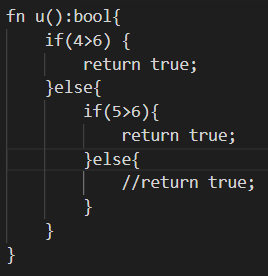 fn u():bool{
    if(4>6) {
        return true;
    }else{
        if(5>6){
            return true;
        }else{
            //return true;
        }
    }
}